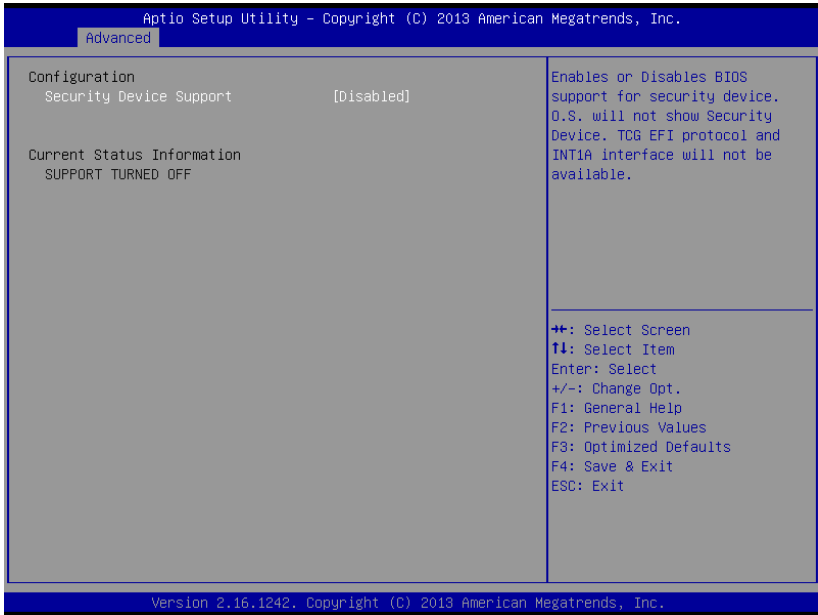 Aptio Setup Utility – Copyright (C) 2013 American Megatrends, Inc.
Advanced
Configuration
Security Device Support [Disabled]
Current Status Information
SUPPORT TURNED OFF
Enables or Disables BIOS
support for security device.
O.S. will not show Security
Device. TCG EFI protocol and
INT1A interface will not be
available.
→←: Select Screen
↑↓: Select Item
Enter: Select
+/-: Change Opt.
F1: General Help
F2: Previous Values
F3: Optimized Defaults
F4: Save & Exit
ESC: Exit
Version 2.16.1242. Copyright (C) 2013 American Megatrends, Inc.